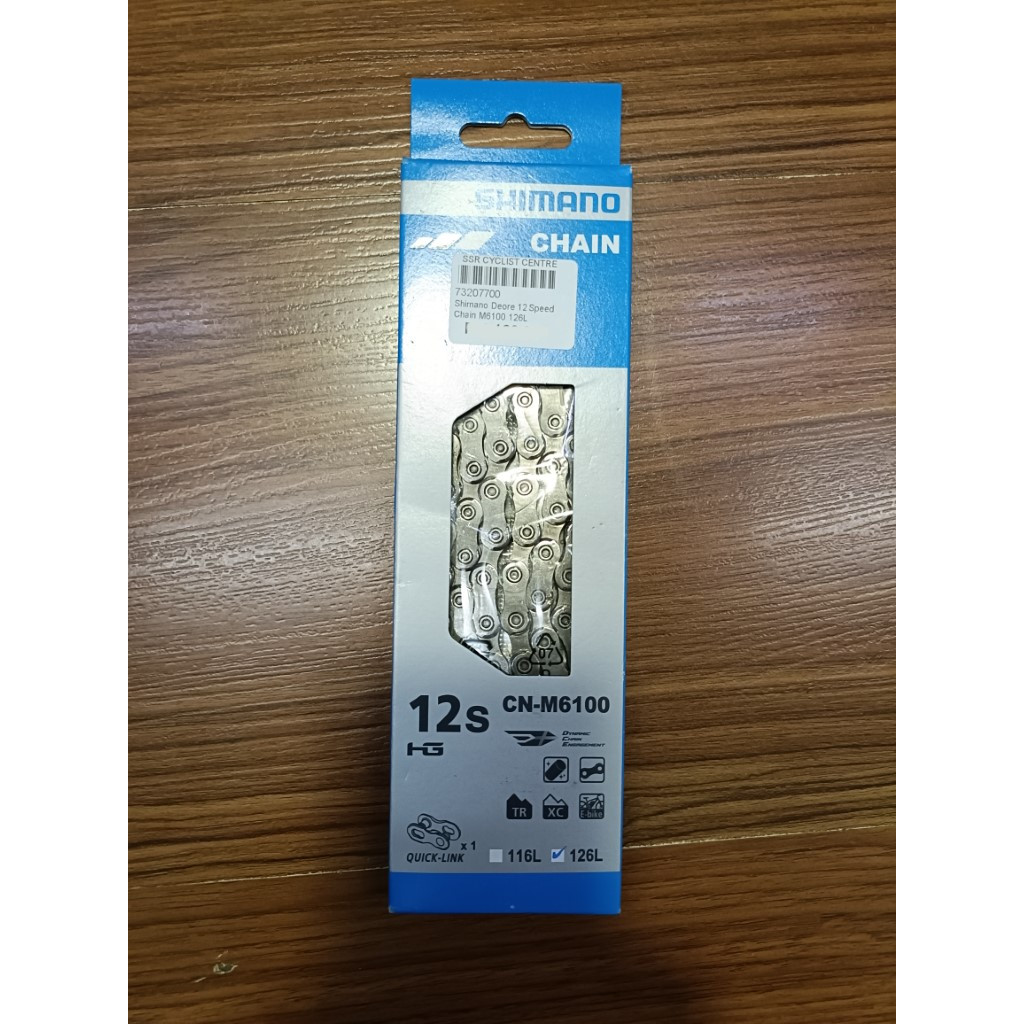 SHIMANO
CHAIN
SSR CYCLIST CENTRE
73207700
Shimano Deore 12 Speed
Chain M6100 126L
07
12s
CN-M6100
HG
DYNAMIC
CHAIN
ENGAGEMENT
TR
XC
E-bike
x 1
QUICK-LINK
116L
126L